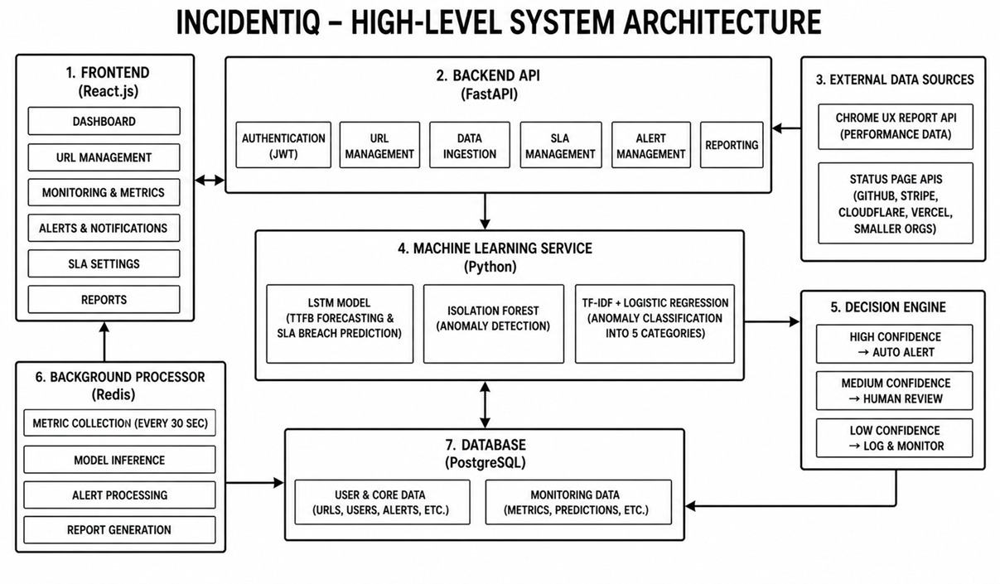 INCIDENTIQ – HIGH-LEVEL SYSTEM ARCHITECTURE
1. FRONTEND
(React.js)
DASHBOARD
URL MANAGEMENT
MONITORING & METRICS
ALERTS & NOTIFICATIONS
SLA SETTINGS
REPORTS
2. BACKEND API
(FastAPI)
AUTHENTICATION
(JWT)
URL
MANAGEMENT
DATA
INGESTION
SLA
MANAGEMENT
ALERT
MANAGEMENT
REPORTING
3. EXTERNAL DATA SOURCES
CHROME UX REPORT API
(PERFORMANCE DATA)
STATUS PAGE APIS
(GITHUB, STRIPE,
CLOUDFLARE, VERCEL,
SMALLER ORGS)
4. MACHINE LEARNING SERVICE
(Python)
LSTM MODEL
(TTFB FORECASTING &
SLA BREACH PREDICTION)
ISOLATION FOREST
(ANOMALY DETECTION)
TF-IDF + LOGISTIC REGRESSION
(ANOMALY CLASSIFICATION
INTO 5 CATEGORIES)
5. DECISION ENGINE
HIGH CONFIDENCE
→ AUTO ALERT
MEDIUM CONFIDENCE
→ HUMAN REVIEW
LOW CONFIDENCE
→ LOG & MONITOR
6. BACKGROUND PROCESSOR
(Redis)
METRIC COLLECTION (EVERY 30 SEC)
MODEL INFERENCE
ALERT PROCESSING
REPORT GENERATION
7. DATABASE
(PostgreSQL)
USER & CORE DATA
(URLS, USERS, ALERTS, ETC.)
MONITORING DATA
(METRICS, PREDICTIONS, ETC.)